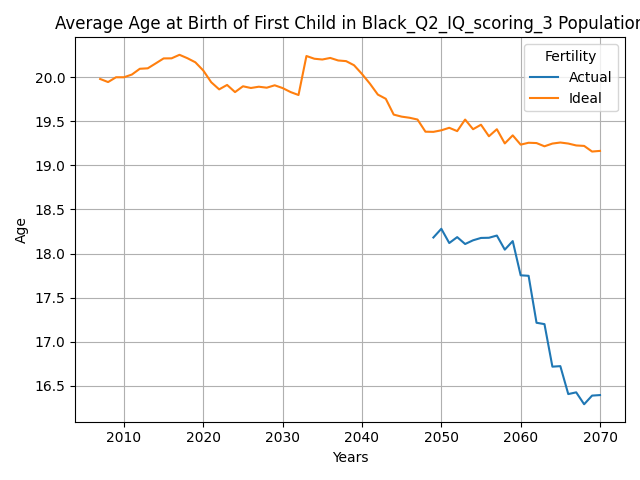 Average Age at Birth of First Child in Black_Q2_IQ_scoring_3 Population
Fertility
Actual
Ideal
20.0
19.5
19.0
18.5
18.0
17.5
17.0
16.5
Age
2010 2020 2030 2040 2050 2060 2070
Years